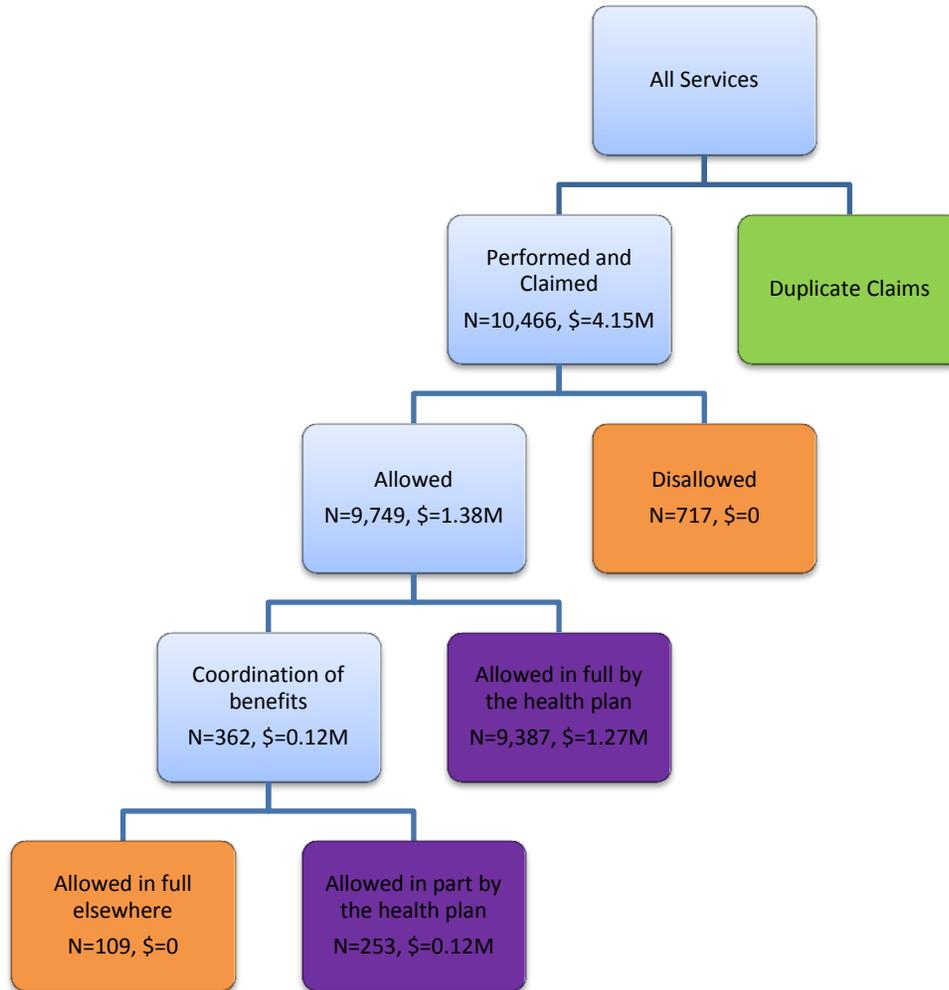 All Services
Performed and
Claimed
N=10,466, $=4.15M
Duplicate Claims
Allowed
N=9,749, $=1.38M
Disallowed
N=717, $=0
Coordination of
benefits
N=362, $=0.12M
Allowed in full by
the health plan
N=9,387, $=1.27M
Allowed in full
elsewhere
N=109, $=0
Allowed in part by
the health plan
N=253, $=0.12M